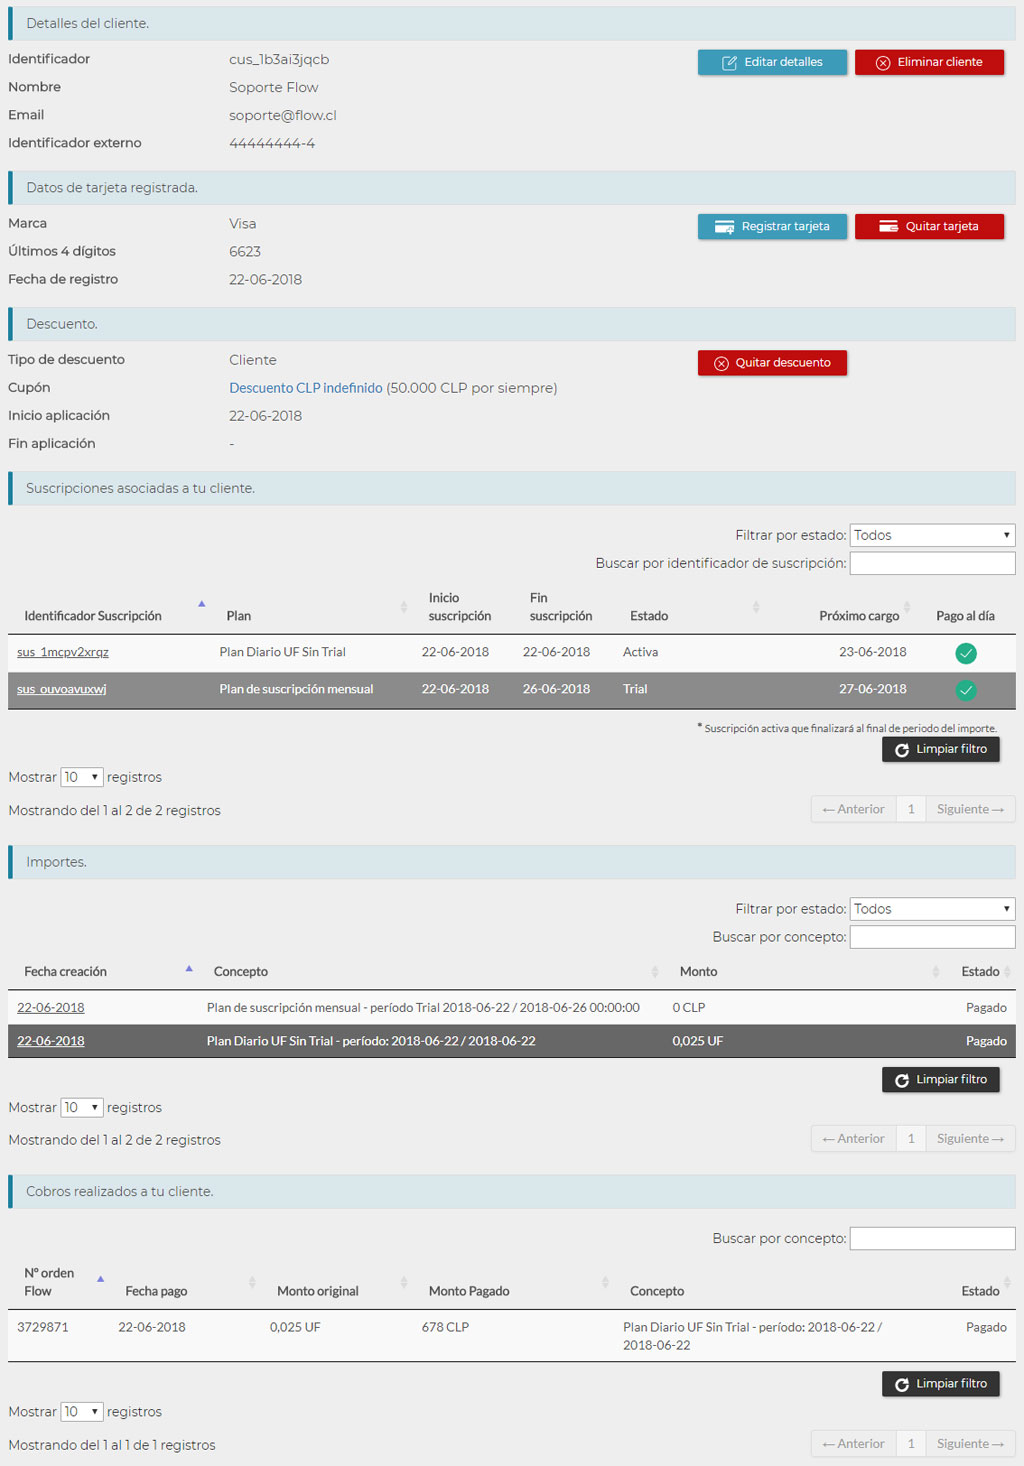 Detalles del cliente.
Identificador cus_1b3ai3jqcb Editar detalles Eliminar cliente
Nombre Soporte Flow
Email soporte@flow.cl
Identificador externo 44444444-4
Datos de tarjeta registrada.
Marca Visa Registrar tarjeta Quitar tarjeta
Últimos 4 dígitos 6623
Fecha de registro 22-06-2018
Descuento.
Tipo de descuento Cliente Quitar descuento
Cupón Descuento CLP indefinido (50.000 CLP por siempre)
Inicio aplicación 22-06-2018
Fin aplicación -
Suscripciones asociadas a tu cliente.
Filtrar por estado: Todos
Buscar por identificador de suscripción:
Identificador Suscripción Plan Inicio suscripción Fin suscripción Estado Próximo cargo Pago al día
sus_1mcpv2xrqz Plan Diario UF Sin Trial 22-06-2018 22-06-2018 Activa 23-06-2018
sus_ouvoavuxwj Plan de suscripción mensual 22-06-2018 26-06-2018 Trial 27-06-2018
* Suscripción activa que finalizará al final de periodo del importe.
Limpiar filtro
Mostrar 10 registros
Mostrando del 1 al 2 de 2 registros ← Anterior 1 Siguiente →
Importes.
Filtrar por estado: Todos
Buscar por concepto:
Fecha creación Concepto Monto Estado
22-06-2018 Plan de suscripción mensual - período Trial 2018-06-22 / 2018-06-26 00:00:00 0 CLP Pagado
22-06-2018 Plan Diario UF Sin Trial - período: 2018-06-22 / 2018-06-22 0,025 UF Pagado
Limpiar filtro
Mostrar 10 registros
Mostrando del 1 al 2 de 2 registros ← Anterior 1 Siguiente →
Cobros realizados a tu cliente.
Buscar por concepto:
Nº orden Flow Fecha pago Monto original Monto Pagado Concepto Estado
3729871 22-06-2018 0,025 UF 678 CLP Plan Diario UF Sin Trial - período: 2018-06-22 / Pagado
2018-06-22
Limpiar filtro
Mostrar 10 registros
Mostrando del 1 al 1 de 1 registros ← Anterior 1 Siguiente →